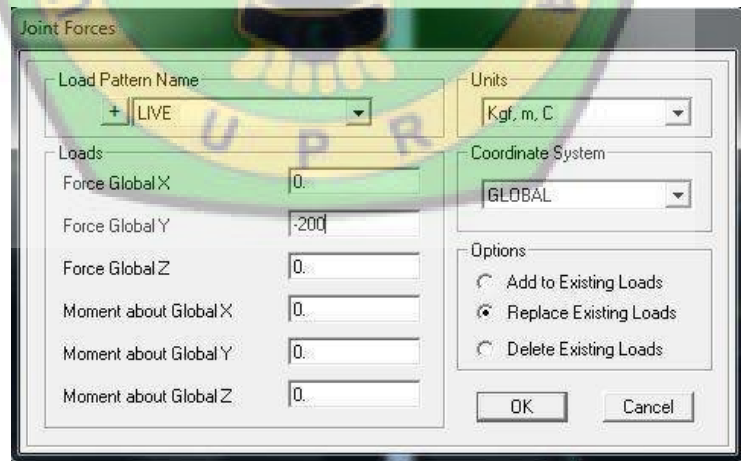 Joint Forces
Load Pattern Name
+ LIVE
Units
Kgf, m, C
Loads
Force Global X 0.
Force Global Y -200
Force Global Z 0.
Moment about Global X 0.
Moment about Global Y 0.
Moment about Global Z 0.
Coordinate System
GLOBAL
Options
Add to Existing Loads
Replace Existing Loads
Delete Existing Loads
OK Cancel
U P R